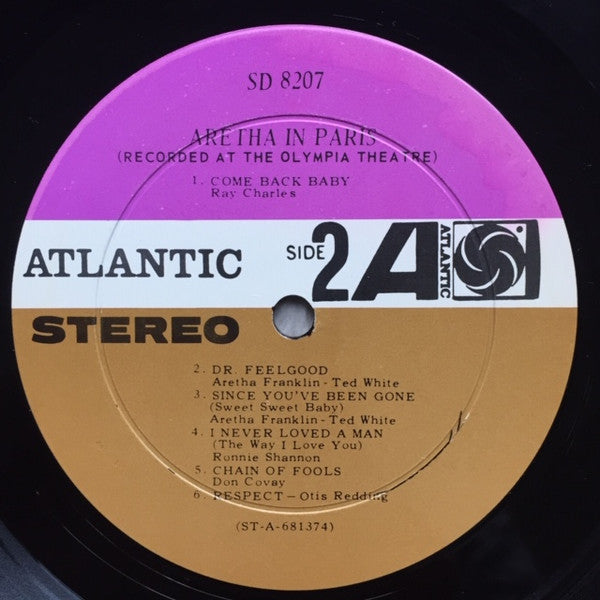 SD 8207
ARETHA IN PARIS
(RECORDED AT THE OLYMPIA THEATRE)
1. COME BACK BABY
Ray Charles
ATLANTIC SIDE 2 A ATLANTIC
STEREO
2. DR. FEELGOOD
Aretha Franklin - Ted White
3. SINCE YOU'VE BEEN GONE
(Sweet Sweet Baby)
Aretha Franklin - Ted White
4. I NEVER LOVED A MAN
(The Way I Love You)
Ronnie Shannon
5. CHAIN OF FOOLS
Don Covay
6. RESPECT - Otis Redding
(ST-A-681374)